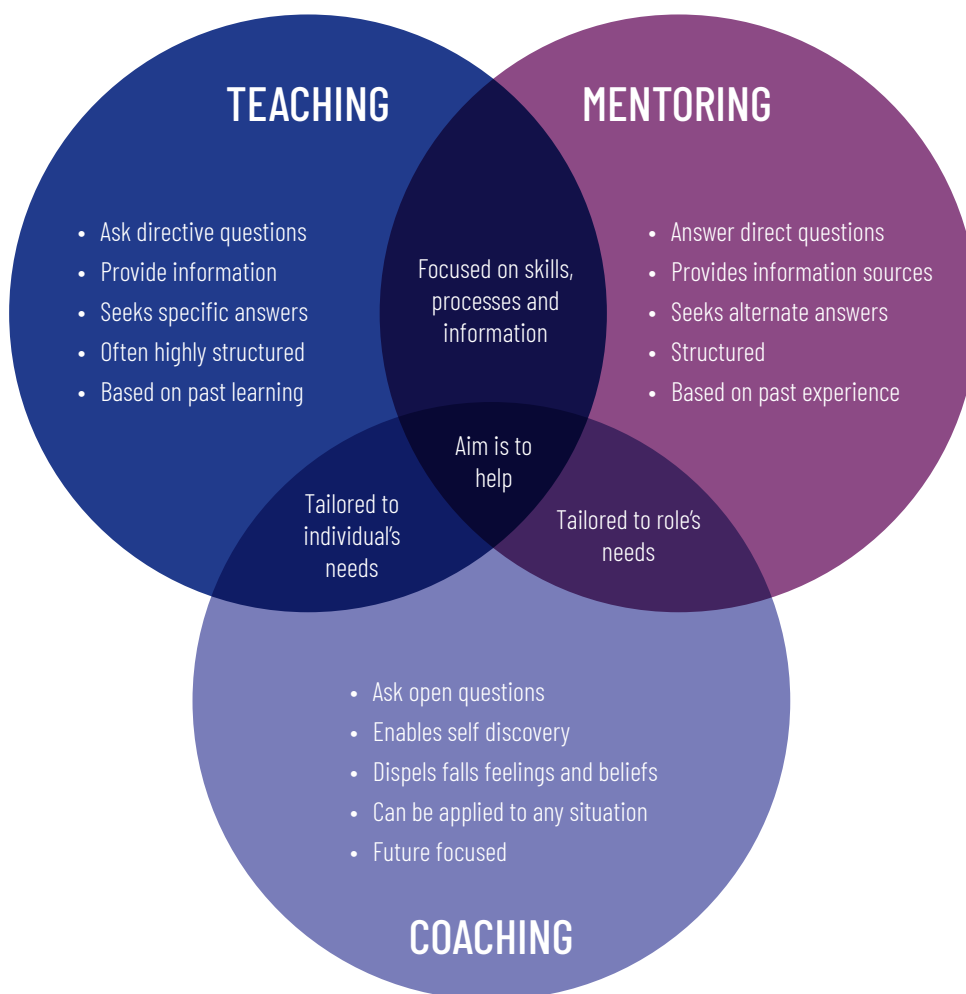 TEACHING
• Ask directive questions
• Provide information
• Seeks specific answers
• Often highly structured
• Based on past learning
MENTORING
• Answer direct questions
• Provides information sources
• Seeks alternate answers
• Structured
• Based on past experience
Focused on skills,
processes and
information
Aim is to
help
Tailored to
individual's
needs
Tailored to role's
needs
• Ask open questions
• Enables self discovery
• Dispels falls feelings and beliefs
• Can be applied to any situation
• Future focused
COACHING